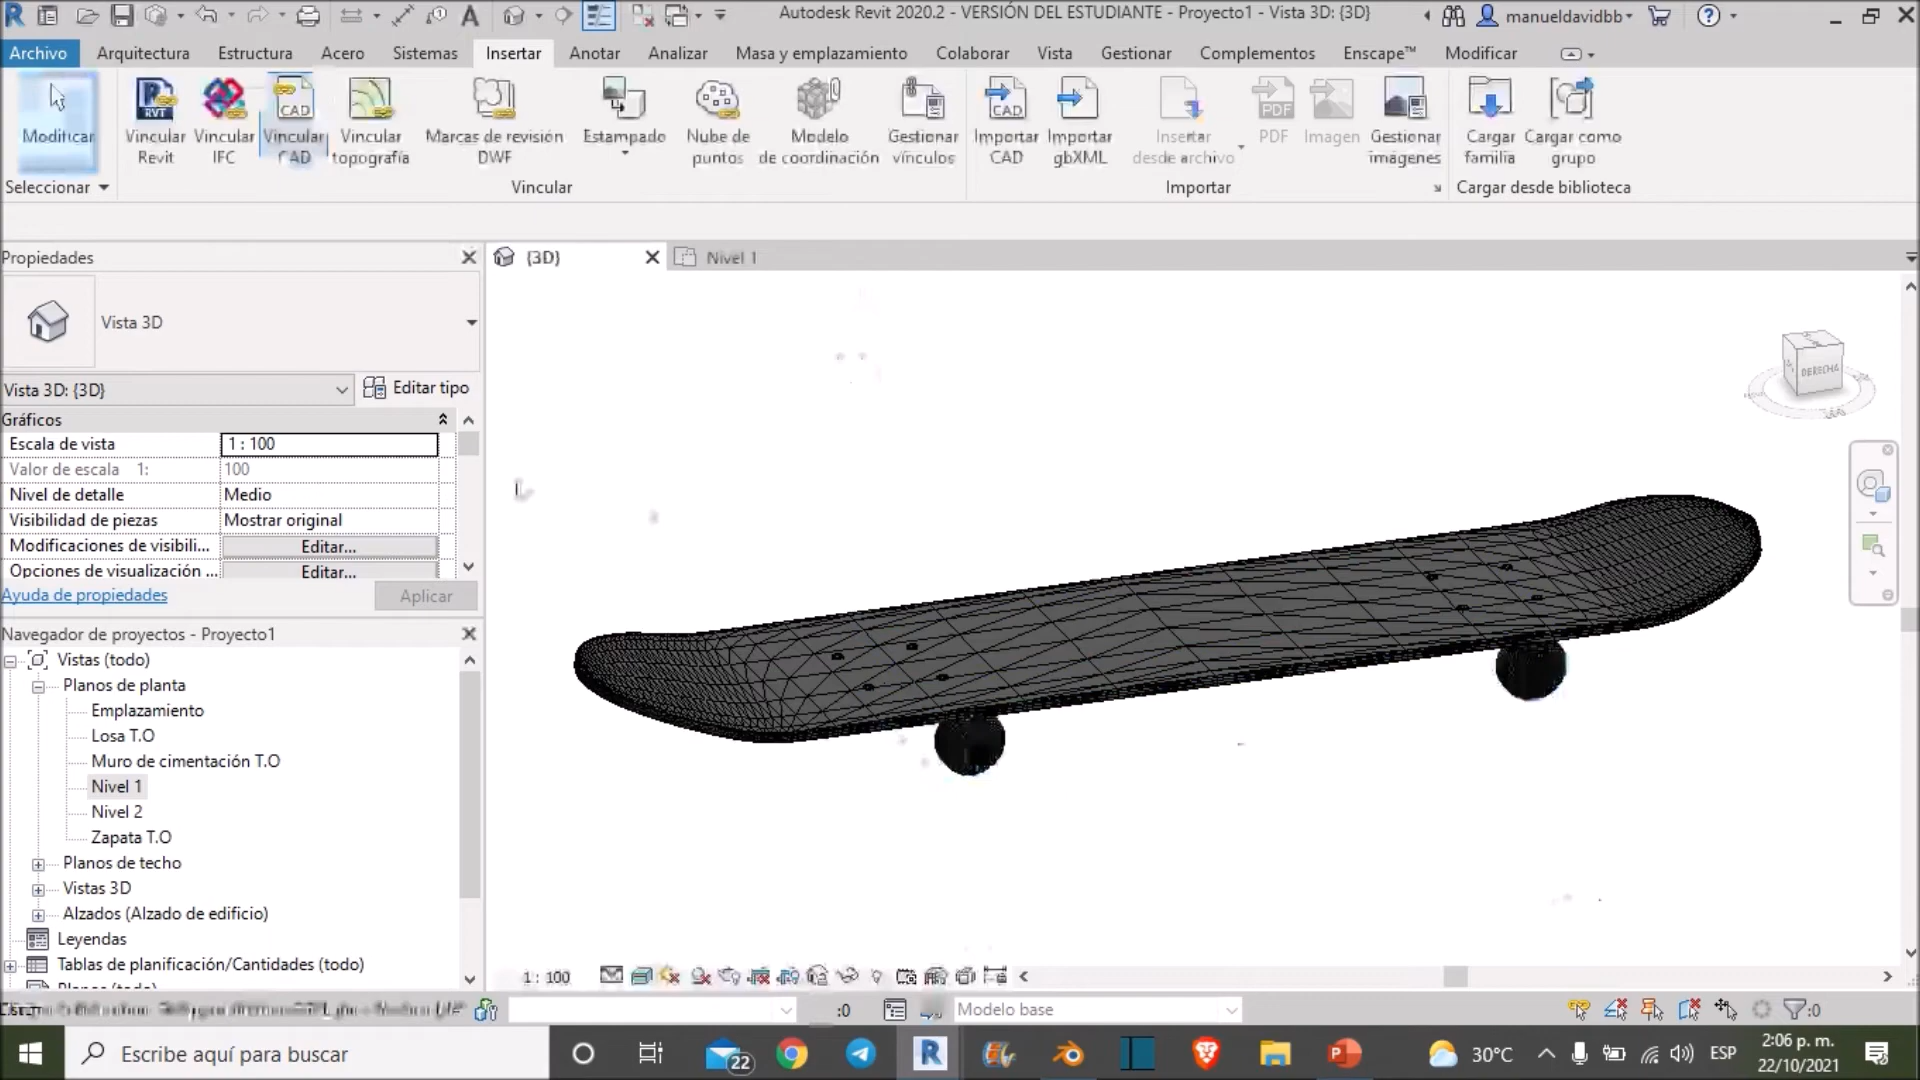 Autodesk Revit 2020.2 - VERSIÓN DEL ESTUDIANTE - Proyecto1 - Vista 3D: {3D}
manueldavidbb
Archivo Arquitectura Estructura Acero Sistemas Insertar Anotar Analizar Masa y emplazamiento Colaborar Vista Gestionar Complementos Enscape™ Modificar
Modificar
Vincular Revit
Vincular IFC
Vincular CAD
Vincular topografía
Marcas de revisión DWF
Estampado
Nube de puntos
Modelo de coordinación
Gestionar vínculos
Importar CAD
Importar gbXML
Insertar desde archivo
PDF
Imagen
Gestionar imágenes
Cargar familia
Cargar como grupo
Seleccionar
Vincular
Importar
Cargar desde biblioteca
Propiedades
{3D}
Nivel 1
Vista 3D
DERECHA
Vista 3D: {3D}
Editar tipo
Gráficos
Escala de vista 1 : 100
Valor de escala 1: 100
Nivel de detalle Medio
Visibilidad de piezas Mostrar original
Modificaciones de visibili... Editar...
Opciones de visualización ... Editar...
Ayuda de propiedades
Aplicar
Navegador de proyectos - Proyecto1
Vistas (todo)
Planos de planta
Emplazamiento
Losa T.O
Muro de cimentación T.O
Nivel 1
Nivel 2
Zapata T.O
Planos de techo
Vistas 3D
Alzados (Alzado de edificio)
Leyendas
Tablas de planificación/Cantidades (todo)
1 : 100
:0
Modelo base
:0
Escribe aquí para buscar
22
30°C
ESP
2:06 p. m.
22/10/2021